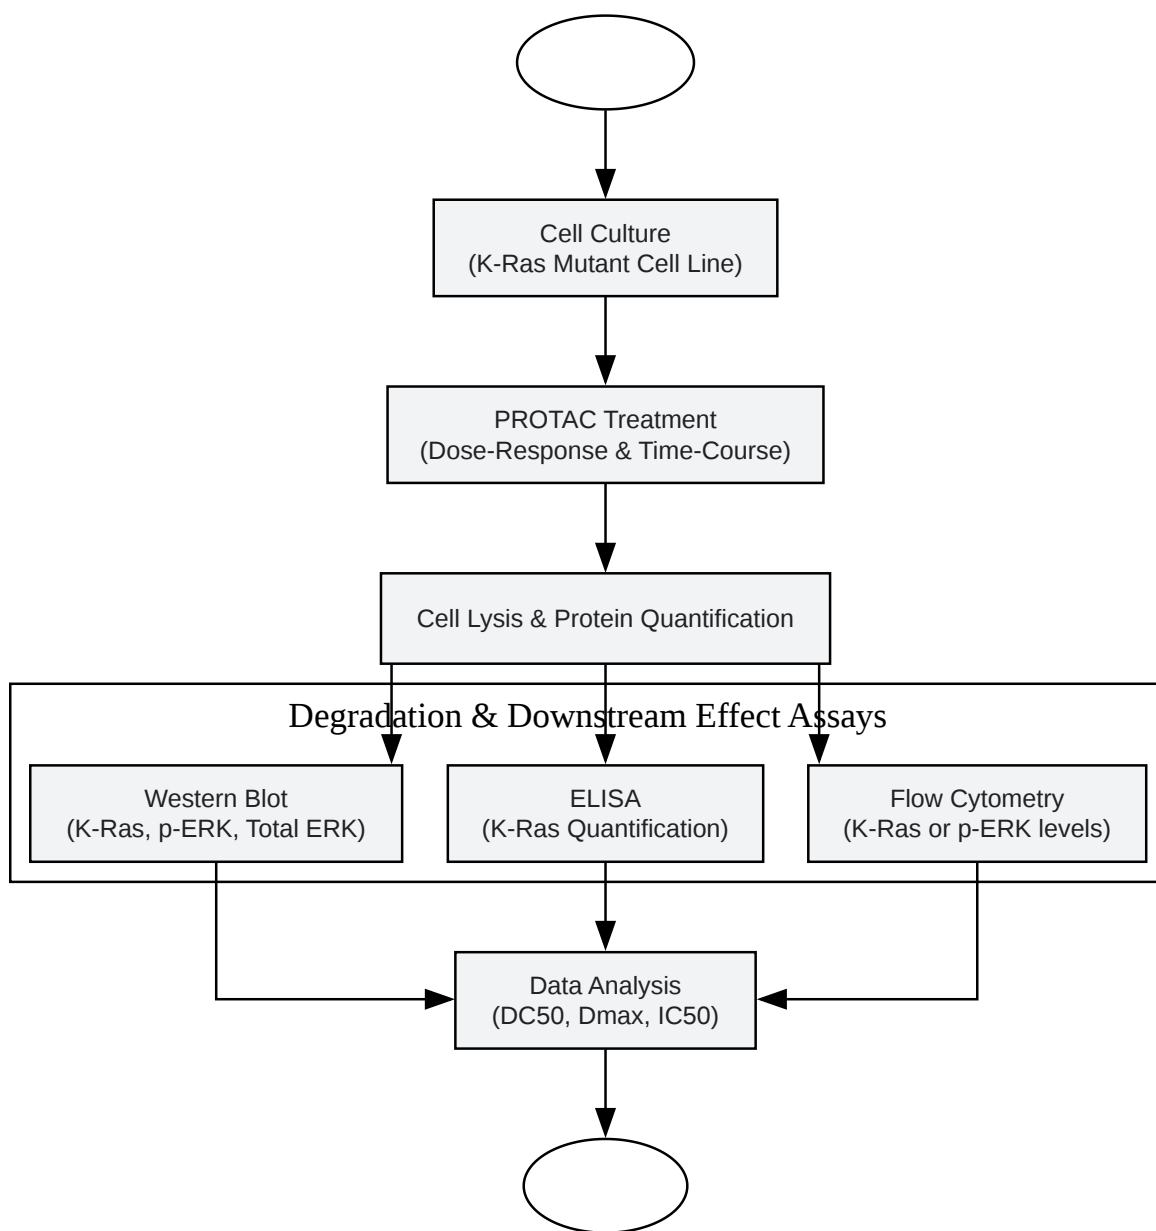 Cell Culture
(K-Ras Mutant Cell Line)
PROTAC Treatment
(Dose-Response & Time-Course)
Cell Lysis & Protein Quantification
Degradation & Downstream Effect Assays
Western Blot
(K-Ras, p-ERK, Total ERK)
ELISA
(K-Ras Quantification)
Flow Cytometry
(K-Ras or p-ERK levels)
Data Analysis
(DC50, Dmax, IC50)